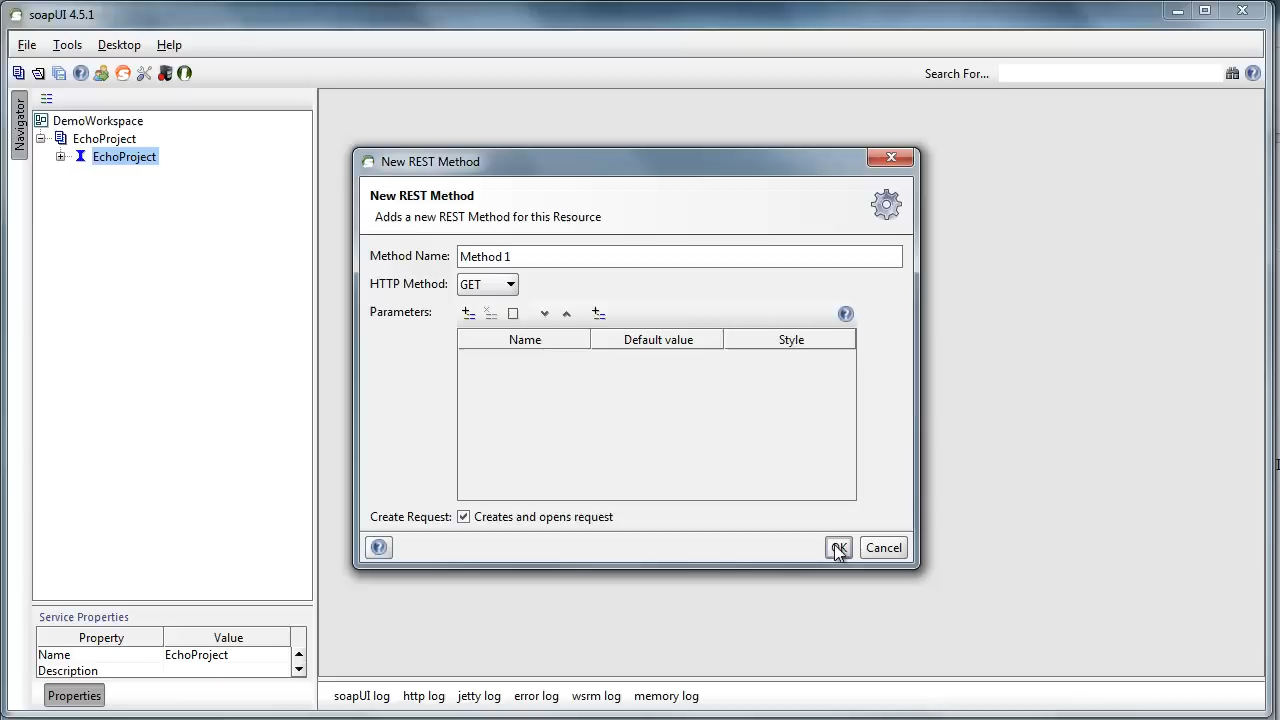 soapUI 4.5.1
File Tools Desktop Help
Search For...
Navigator
DemoWorkspace
EchoProject
EchoProject
New REST Method
New REST Method
Adds a new REST Method for this Resource
Method Name: Method 1
HTTP Method: GET
Parameters:
Name Default value Style
Create Request: Creates and opens request
OK Cancel
Service Properties
Property Value
Name EchoProject
Description
Properties
soapUI log http log jetty log error log wsrm log memory log